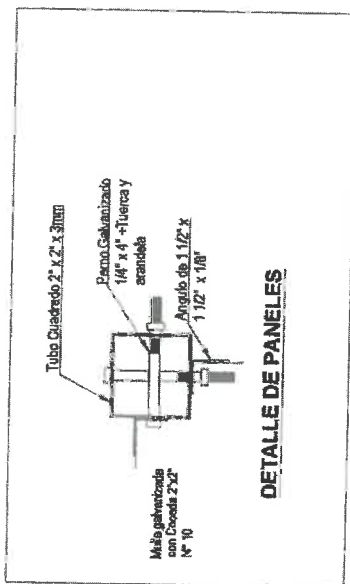 Tubo Cuadrado 2" x 2" x 3mm
Perno Galvanizado
1/4" x 4" +Tuerca y
arandela
Angulo de 1 1/2" x
1 1/2" x 1/8"
Malla galvanizada
con Cocada 2"x2"
N° 10
DETALLE DE PANELES